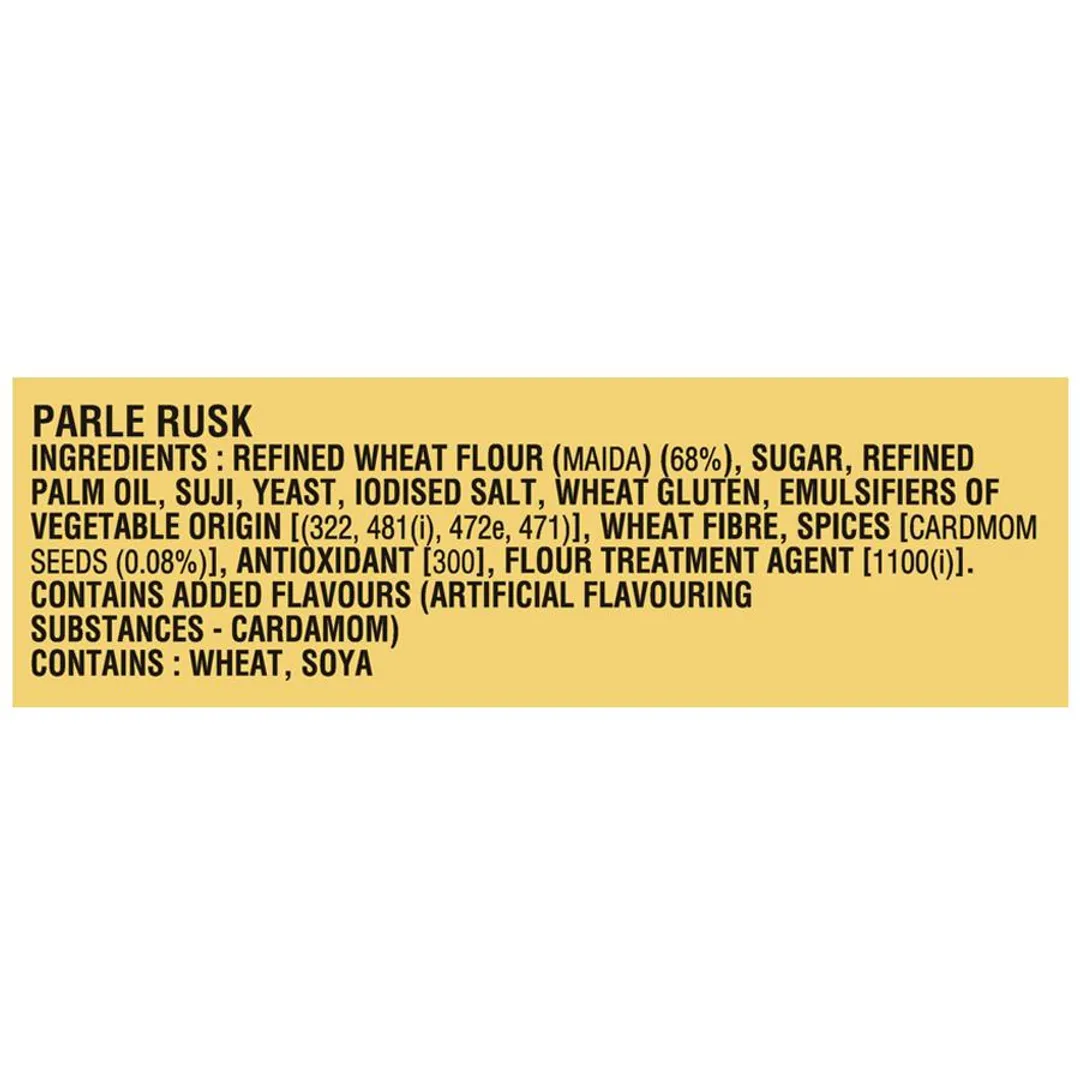 PARLE RUSK
INGREDIENTS : REFINED WHEAT FLOUR (MAIDA) (68%), SUGAR, REFINED
PALM OIL, SUJI, YEAST, IODISED SALT, WHEAT GLUTEN, EMULSIFIERS OF
VEGETABLE ORIGIN [(322, 481(i), 472e, 471)], WHEAT FIBRE, SPICES [CARDMOM
SEEDS (0.08%)], ANTIOXIDANT [300], FLOUR TREATMENT AGENT [1100(i)].
CONTAINS ADDED FLAVOURS (ARTIFICIAL FLAVOURING
SUBSTANCES - CARDAMOM)
CONTAINS : WHEAT, SOYA